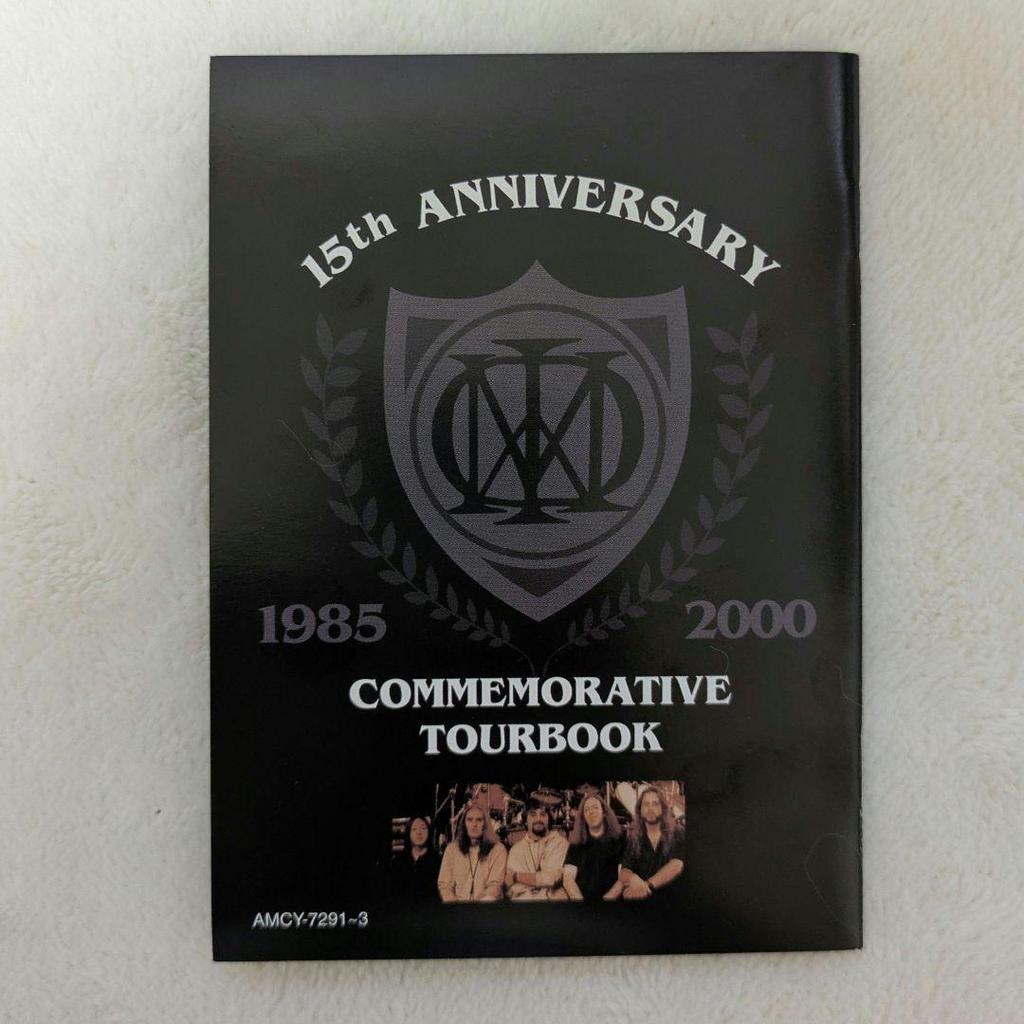 15th ANNIVERSARY
1985
2000
COMMEMORATIVE
TOURBOOK
AMCY-7291~3